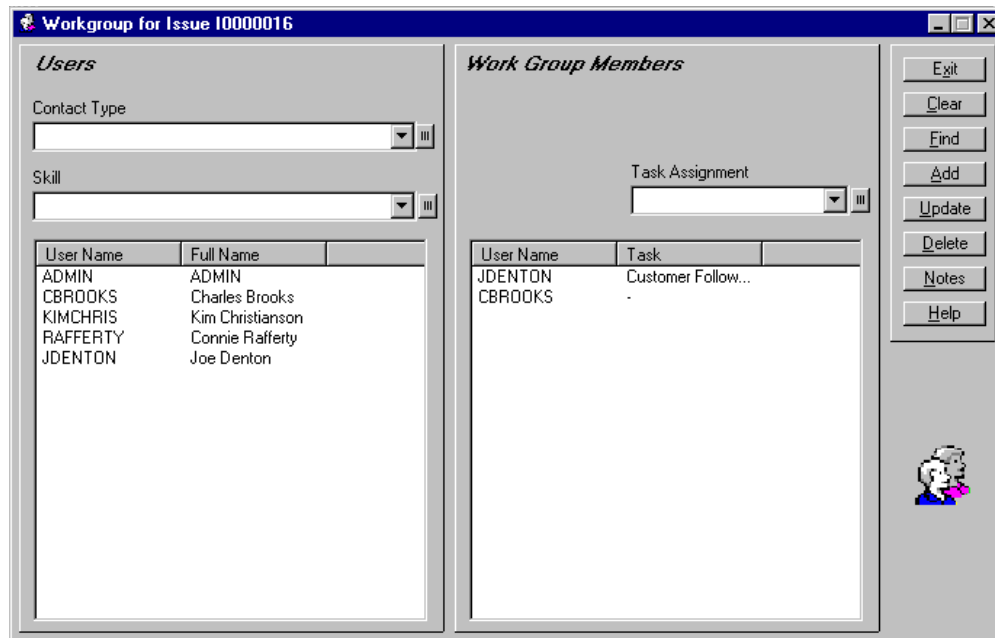 Workgroup for Issue I0000016
Users
Contact Type
Skill
User Name Full Name
ADMIN ADMIN
CBROOKS Charles Brooks
KIMCHRIS Kim Christianson
RAFFERTY Connie Rafferty
JDENTON Joe Denton
Work Group Members
Task Assignment
User Name Task
JDENTON Customer Follow...
CBROOKS -
Exit
Clear
Find
Add
Update
Delete
Notes
Help